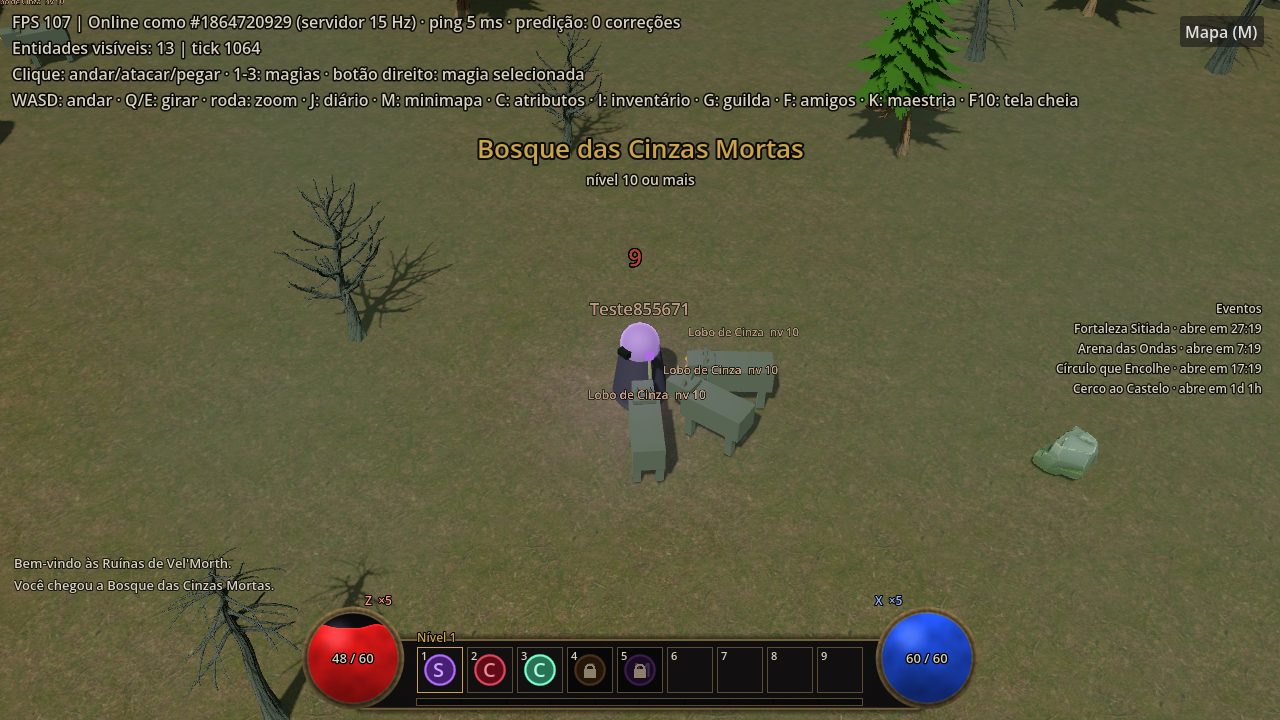 FPS 107 | Online como #1864720929 (servidor 15 Hz) · ping 5 ms · predição: 0 correções
Entidades visíveis: 13 | tick 1064
Clique: andar/atacar/pegar · 1-3: magias · botão direito: magia selecionada
WASD: andar · Q/E: girar · roda: zoom · J: diário · M: minimapa · C: atributos · I: inventário · G: guilda · F: amigos · K: maestria · F10: tela cheia
Mapa (M)
Bosque das Cinzas Mortas
nível 10 ou mais
9
Teste855671
Lobo de Cinza nv 10
Lobo de Cinza nv 10
Lobo de Cinza nv 10
Eventos
Fortaleza Sitiada · abre em 27:19
Arena das Ondas · abre em 7:19
Círculo que Encolhe · abre em 17:19
Cerco ao Castelo · abre em 1d 1h
Bem-vindo às Ruínas de Vel'Morth.
Você chegou a Bosque das Cinzas Mortas.
Z ×5
X ×5
Nível 1
48 / 60
1 2 3 4 5 6 7 8 9
S C C
60 / 60